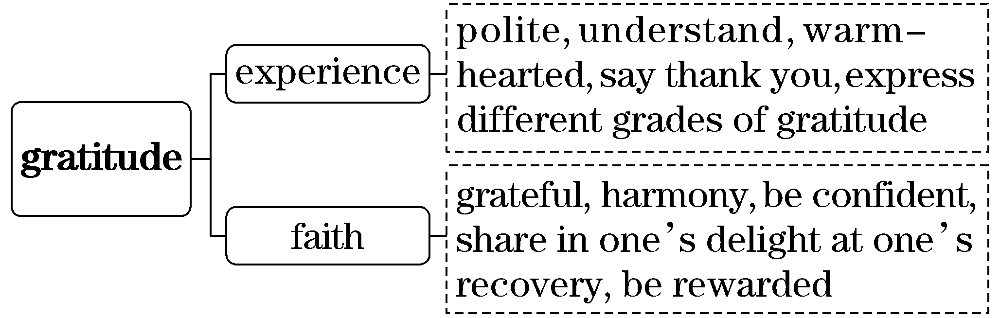 gratitude
experience
polite, understand, warm-
hearted, say thank you, express
different grades of gratitude
faith
grateful, harmony, be confident,
share in one's delight at one's
recovery, be rewarded